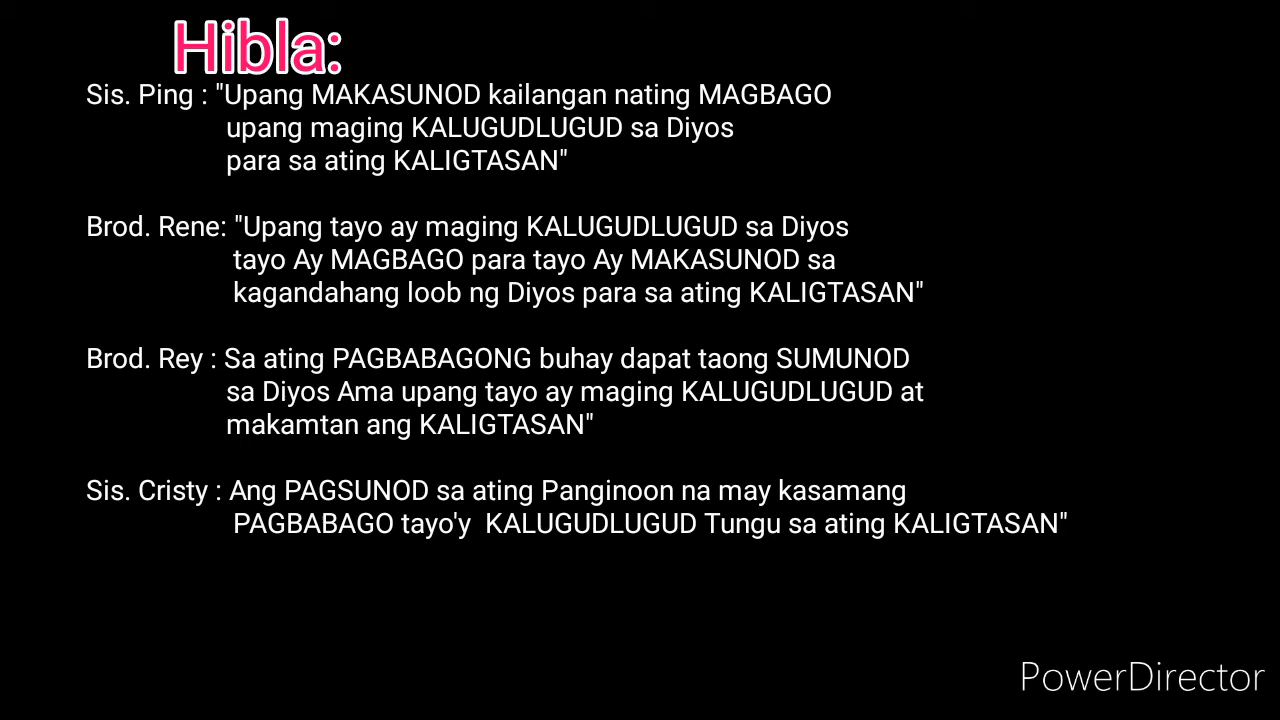 Hibla:
Sis. Ping : "Upang MAKASUNOD kailangan nating MAGBAGO
upang maging KALUGUDLUGUD sa Diyos
para sa ating KALIGTASAN"
Brod. Rene: "Upang tayo ay maging KALUGUDLUGUD sa Diyos
tayo Ay MAGBAGO para tayo Ay MAKASUNOD sa
kagandahang loob ng Diyos para sa ating KALIGTASAN"
Brod. Rey : Sa ating PAGBABAGONG buhay dapat taong SUMUNOD
sa Diyos Ama upang tayo ay maging KALUGUDLUGUD at
makamtan ang KALIGTASAN"
Sis. Cristy : Ang PAGSUNOD sa ating Panginoon na may kasamang
PAGBABAGO tayo'y  KALUGUDLUGUD Tungu sa ating KALIGTASAN"
PowerDirector